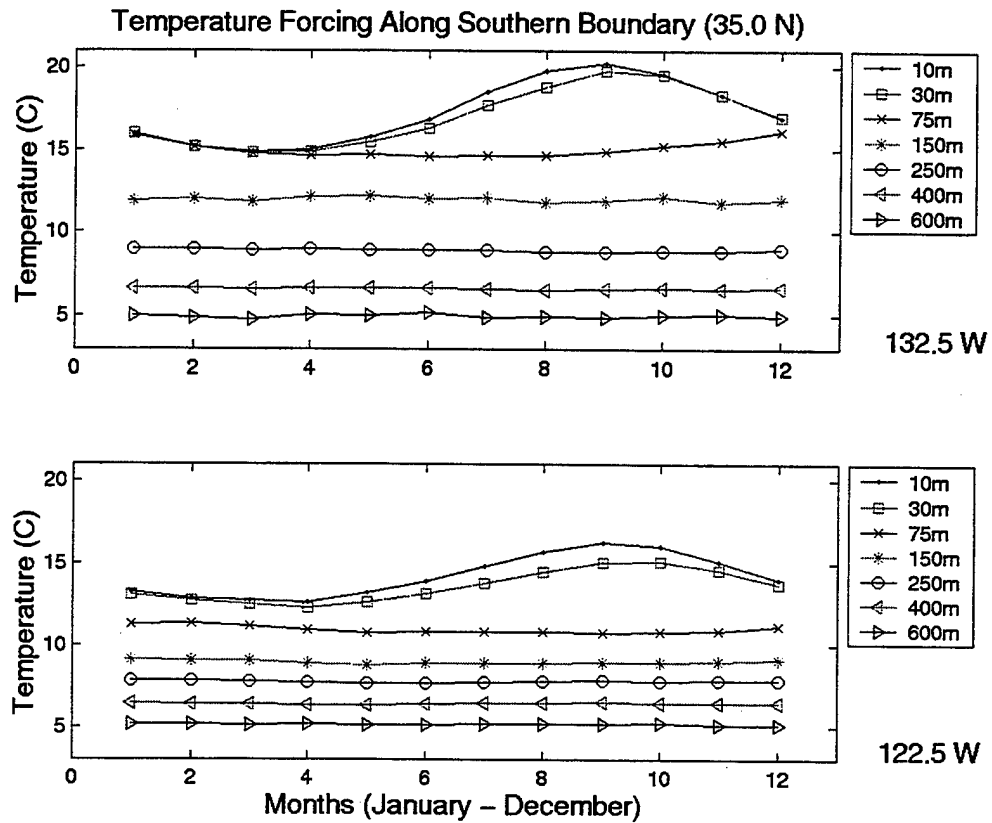 Temperature Forcing Along Southern Boundary (35.0 N)
20
15
10
5
Temperature (C)
0 2 4 6 8 10 12
10m
30m
75m
150m
250m
400m
600m
132.5 W
20
15
10
5
Temperature (C)
0 2 4 6 8 10 12
Months (January – December)
10m
30m
75m
150m
250m
400m
600m
122.5 W